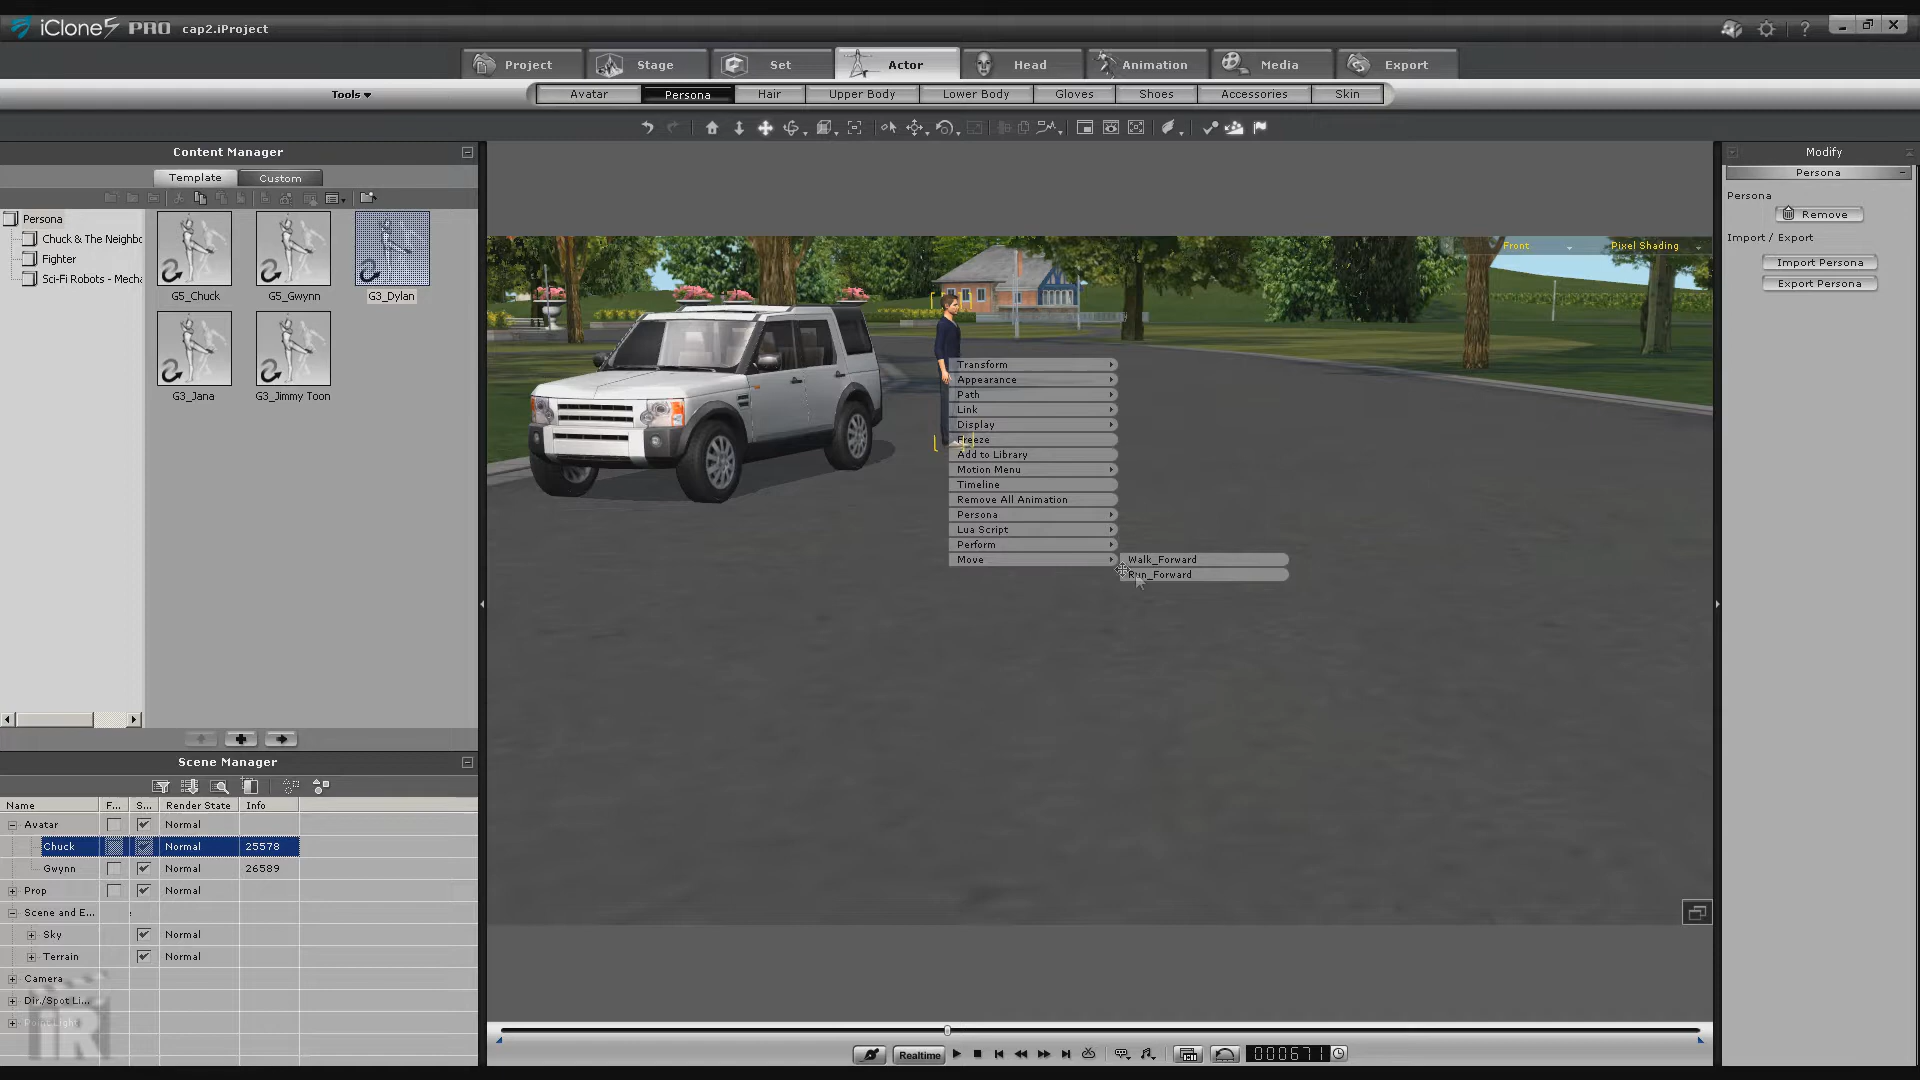 iClone5 PRO cap2.iProject
?
Project Stage Set Actor Head Animation Media Export
Tools
Avatar Persona Hair Upper Body Lower Body Gloves Shoes Accessories Skin
Content Manager
Template Custom
Persona
Chuck & The Neighbo
Fighter
Sci-Fi Robots - Mecha
G5_Chuck G5_Gwynn G3_Dylan
G3_Jana G3_Jimmy Toon
Front Pixel Shading
Transform
Appearance
Path
Link
Display
Freeze
Add to Library
Motion Menu
Timeline
Remove All Animation
Persona
Lua Script
Perform
Move
Walk_Forward
Run_Forward
Modify
Persona
Persona
Remove
Import / Export
Import Persona
Export Persona
Scene Manager
Name F... S... Render State Info
Avatar Normal
Chuck Normal 25578
Gwynn Normal 26589
Prop Normal
Scene and E...
Sky Normal
Terrain Normal
Camera
Dir./Spot Li...
Point Light
iR
Realtime 000671